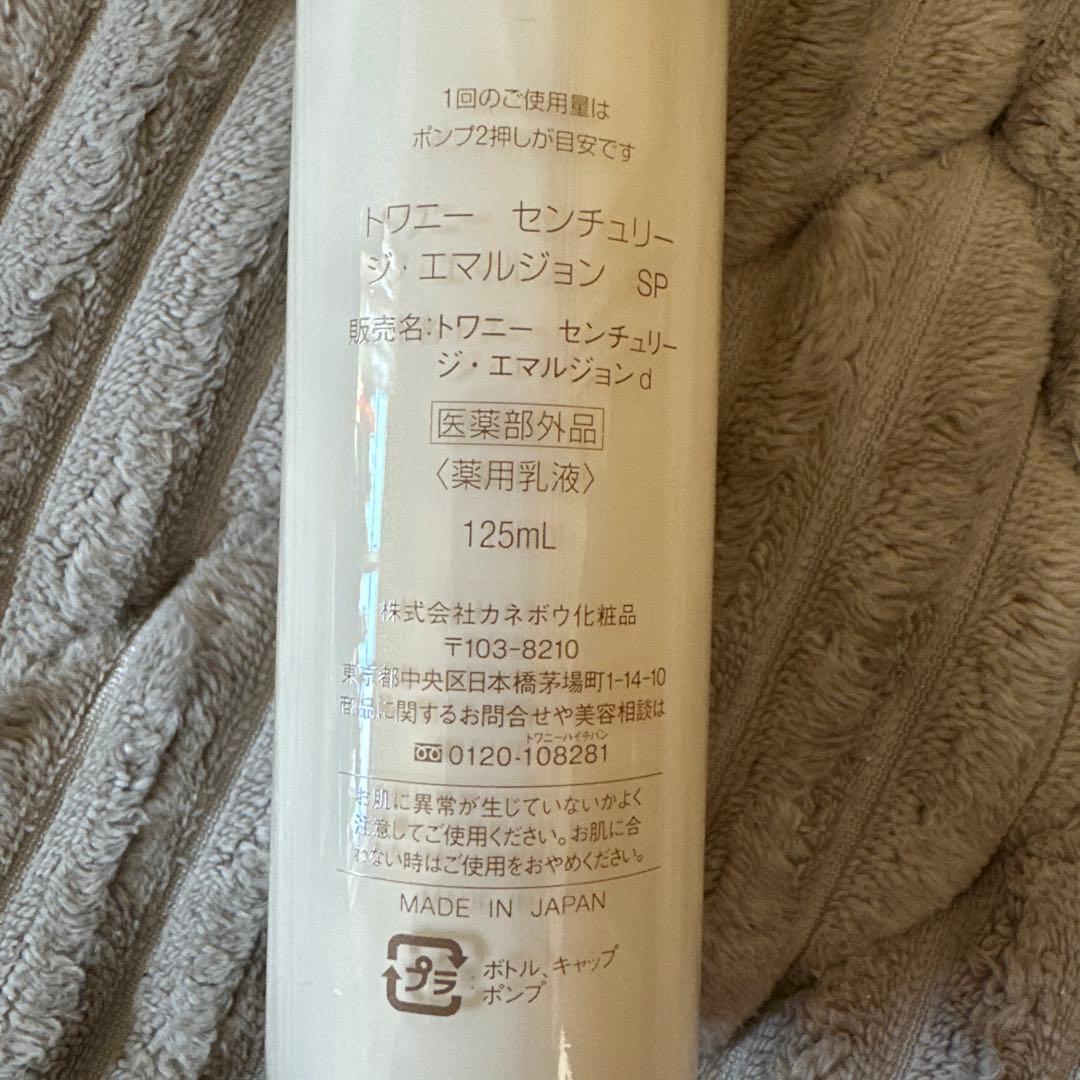 1回のご使用量は
ポンプ2押しが目安です
トワニー　センチュリー
ジ・エマルジョン　SP
販売名:トワニー　センチュリー
ジ・エマルジョンd
医薬部外品
〈薬用乳液〉
125mL
株式会社カネボウ化粧品
〒103-8210
東京都中央区日本橋茅場町1-14-10
商品に関するお問合せや美容相談は
トワニーハイチバン
0120-108281
お肌に異常が生じていないかよく
注意してご使用ください。お肌に合
わない時はご使用をおやめください。
MADE IN JAPAN
プラ ボトル、キャップ
ポンプ